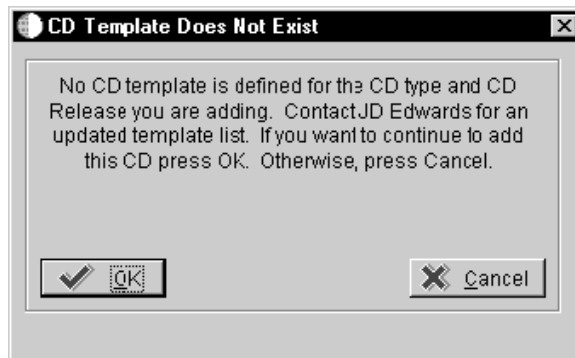 CD Template Does Not Exist
No CD template is defined for the CD type and CD
Release you are adding. Contact JD Edwards for an
updated template list. If you want to continue to add
this CD press OK. Otherwise, press Cancel.
OK
Cancel